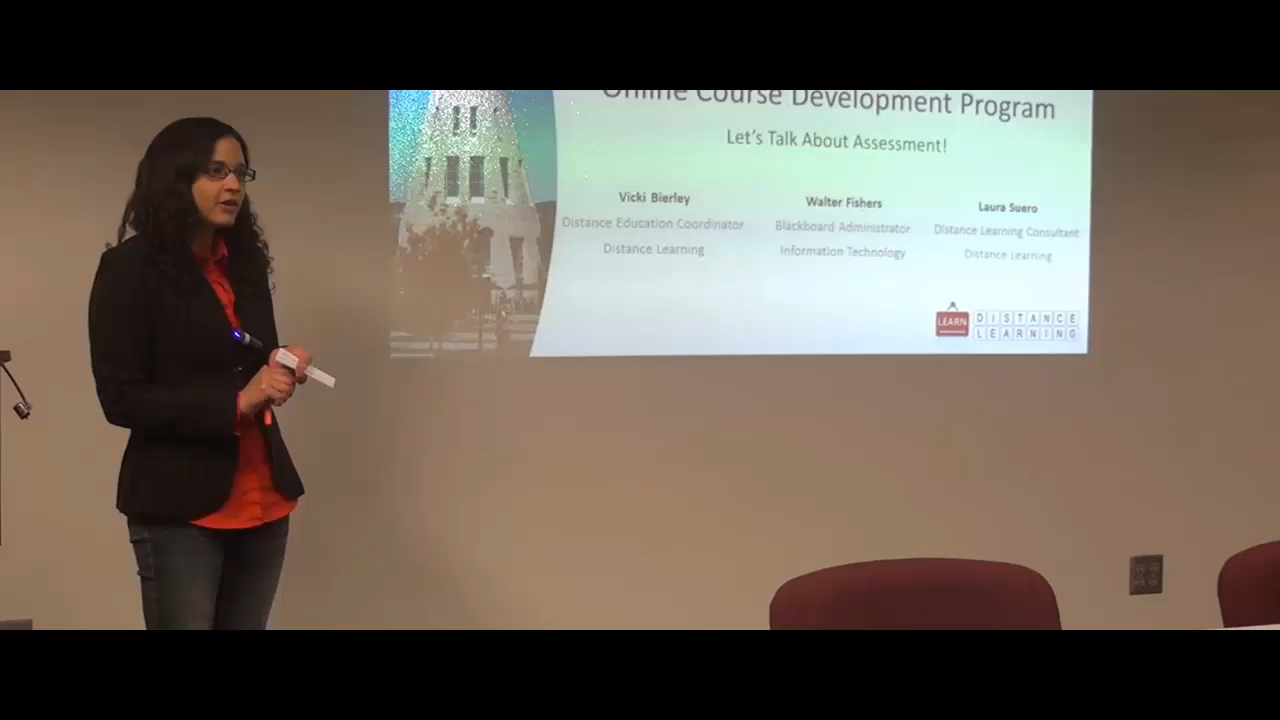 Online Course Development Program
Let's Talk About Assessment!
Vicki Bierley
Distance Education Coordinator
Distance Learning
Walter Fishers
Blackboard Administrator
Information Technology
Laura Suero
Distance Learning Consultant
Distance Learning
LEARN
DISTANCE
LEARNING